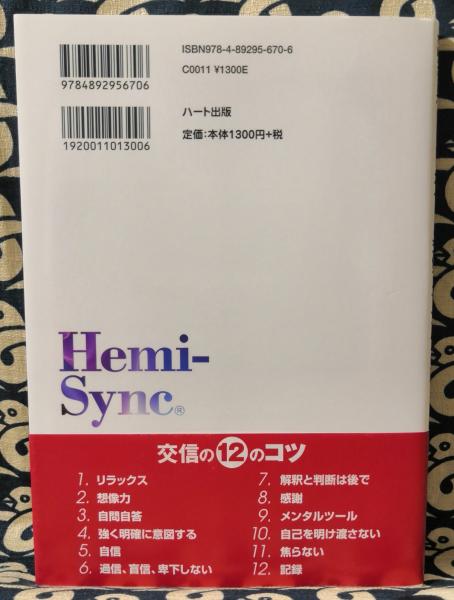 ISBN978-4-89295-670-6
C0011 ¥1300E
9784892956706
ハート出版
定価:本体1300円+税
1920011013006
Hemi-
Sync®
交信の12のコツ
1. リラックス
2. 想像力
3. 自問自答
4. 強く明確に意図する
5. 自信
6. 過信、盲信、卑下しない
7. 解釈と判断は後で
8. 感謝
9. メンタルツール
10. 自己を明け渡さない
11. 焦らない
12. 記録